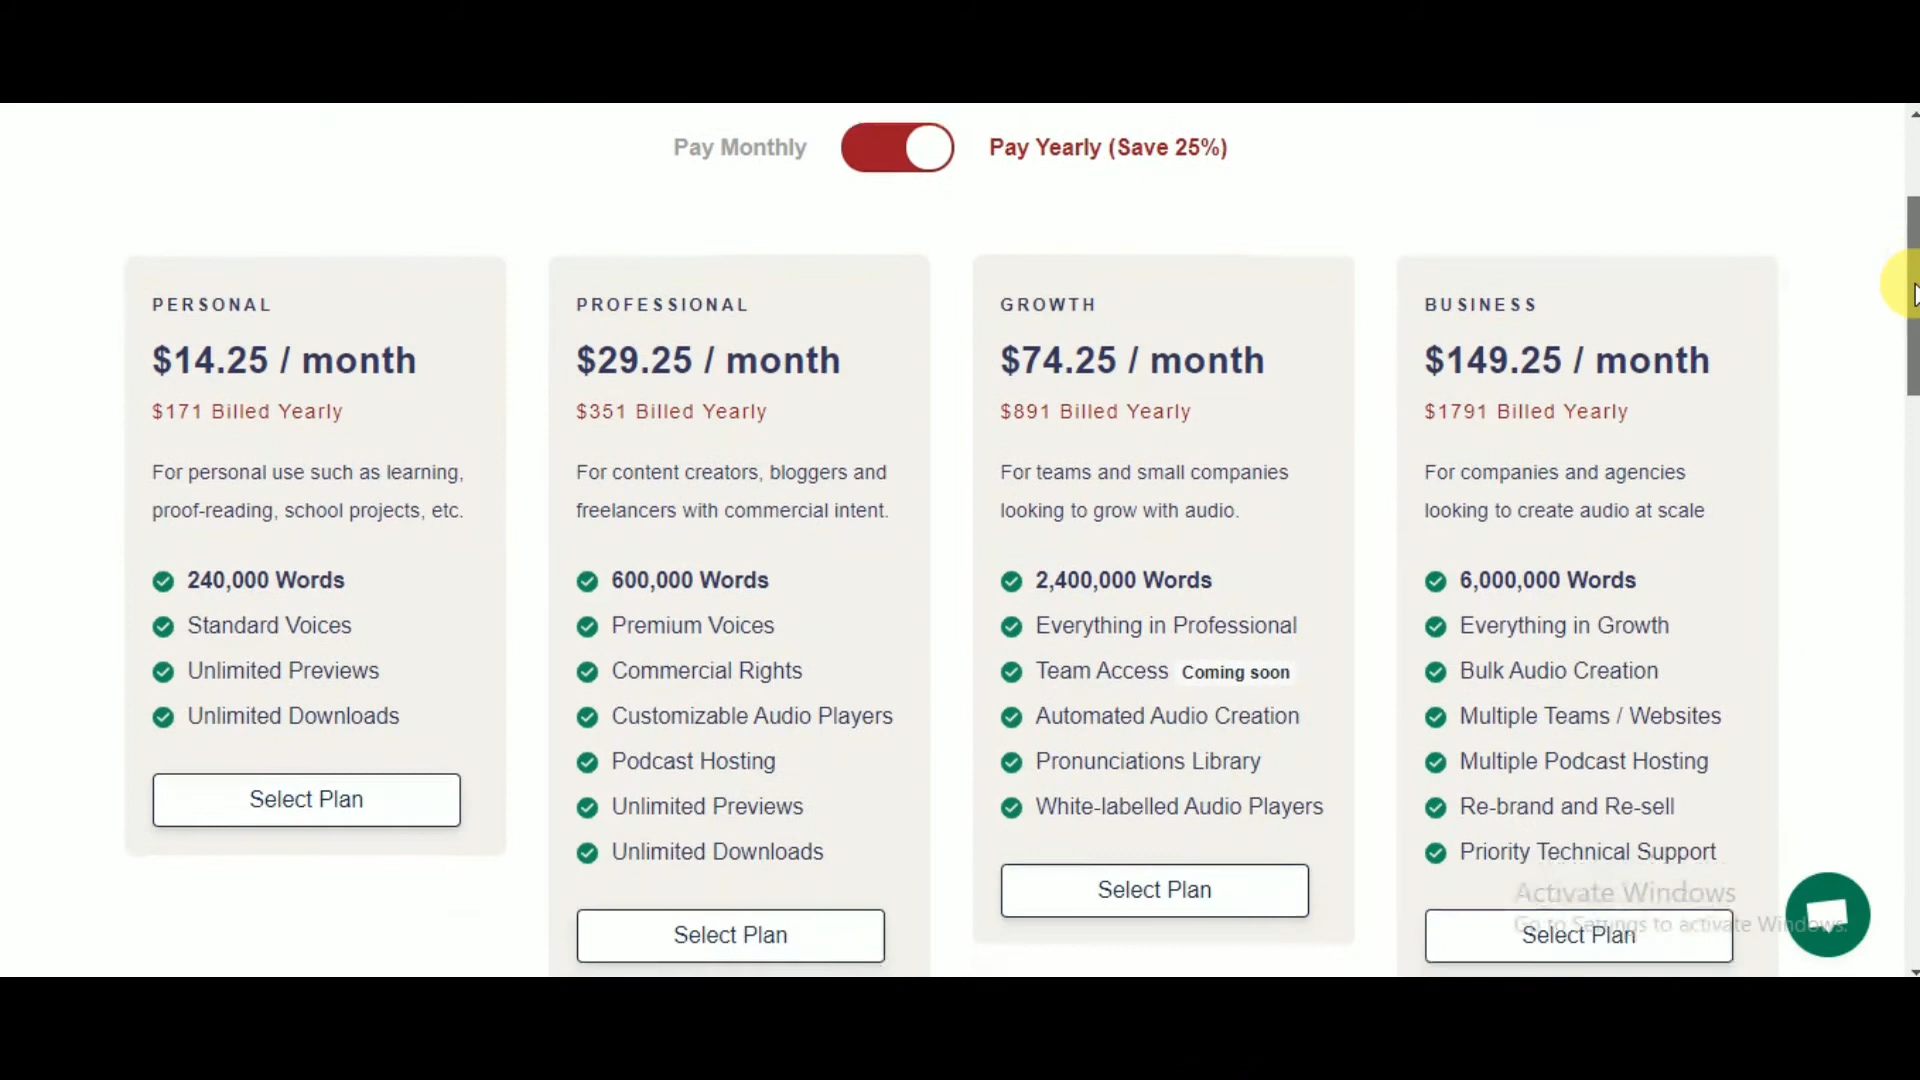 Pay Monthly
Pay Yearly (Save 25%)
PERSONAL
$14.25 / month
$171 Billed Yearly
For personal use such as learning,
proof-reading, school projects, etc.
240,000 Words
Standard Voices
Unlimited Previews
Unlimited Downloads
Select Plan
PROFESSIONAL
$29.25 / month
$351 Billed Yearly
For content creators, bloggers and
freelancers with commercial intent.
600,000 Words
Premium Voices
Commercial Rights
Customizable Audio Players
Podcast Hosting
Unlimited Previews
Unlimited Downloads
Select Plan
GROWTH
$74.25 / month
$891 Billed Yearly
For teams and small companies
looking to grow with audio.
2,400,000 Words
Everything in Professional
Team Access Coming soon
Automated Audio Creation
Pronunciations Library
White-labelled Audio Players
Select Plan
BUSINESS
$149.25 / month
$1791 Billed Yearly
For companies and agencies
looking to create audio at scale
6,000,000 Words
Everything in Growth
Bulk Audio Creation
Multiple Teams / Websites
Multiple Podcast Hosting
Re-brand and Re-sell
Priority Technical Support
Select Plan
Activate Windows
Go to Settings to activate Windows.